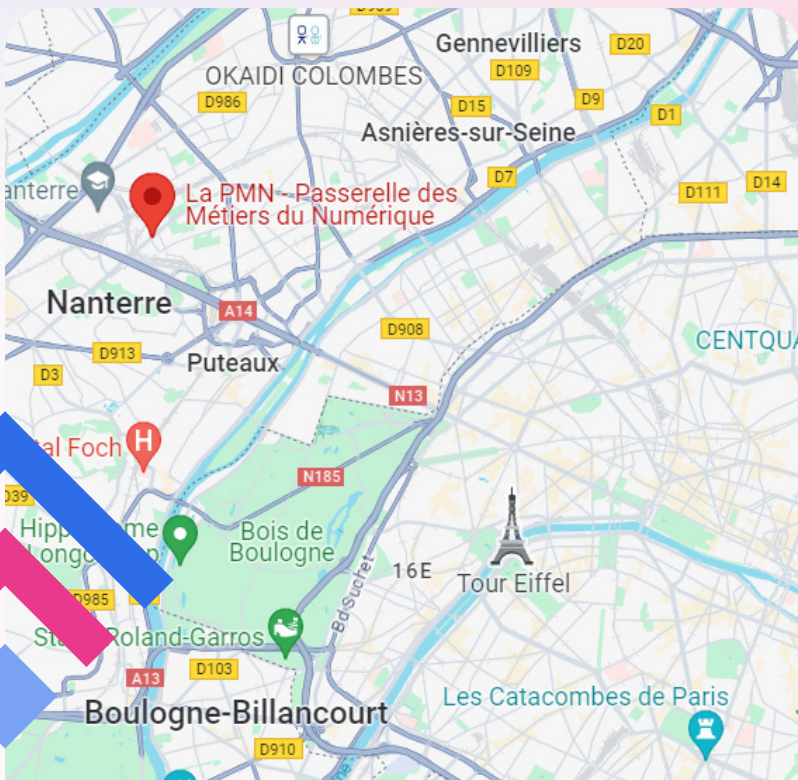 Gennevilliers
D20
D109
OKAIDI COLOMBES
D986
D15
D9
D1
Asnières-sur-Seine
D7
D14
D111
La PMN - Passerelle des
Métiers du Numérique
Nanterre
A14
D908
CENTQUA
D913
Puteaux
D3
N13
H
N185
Bois de
Boulogne
16E
Tour Eiffel
Bd Suchet
D985
Roland-Garros
D103
A13
Les Catacombes de Paris
Boulogne-Billancourt
D910